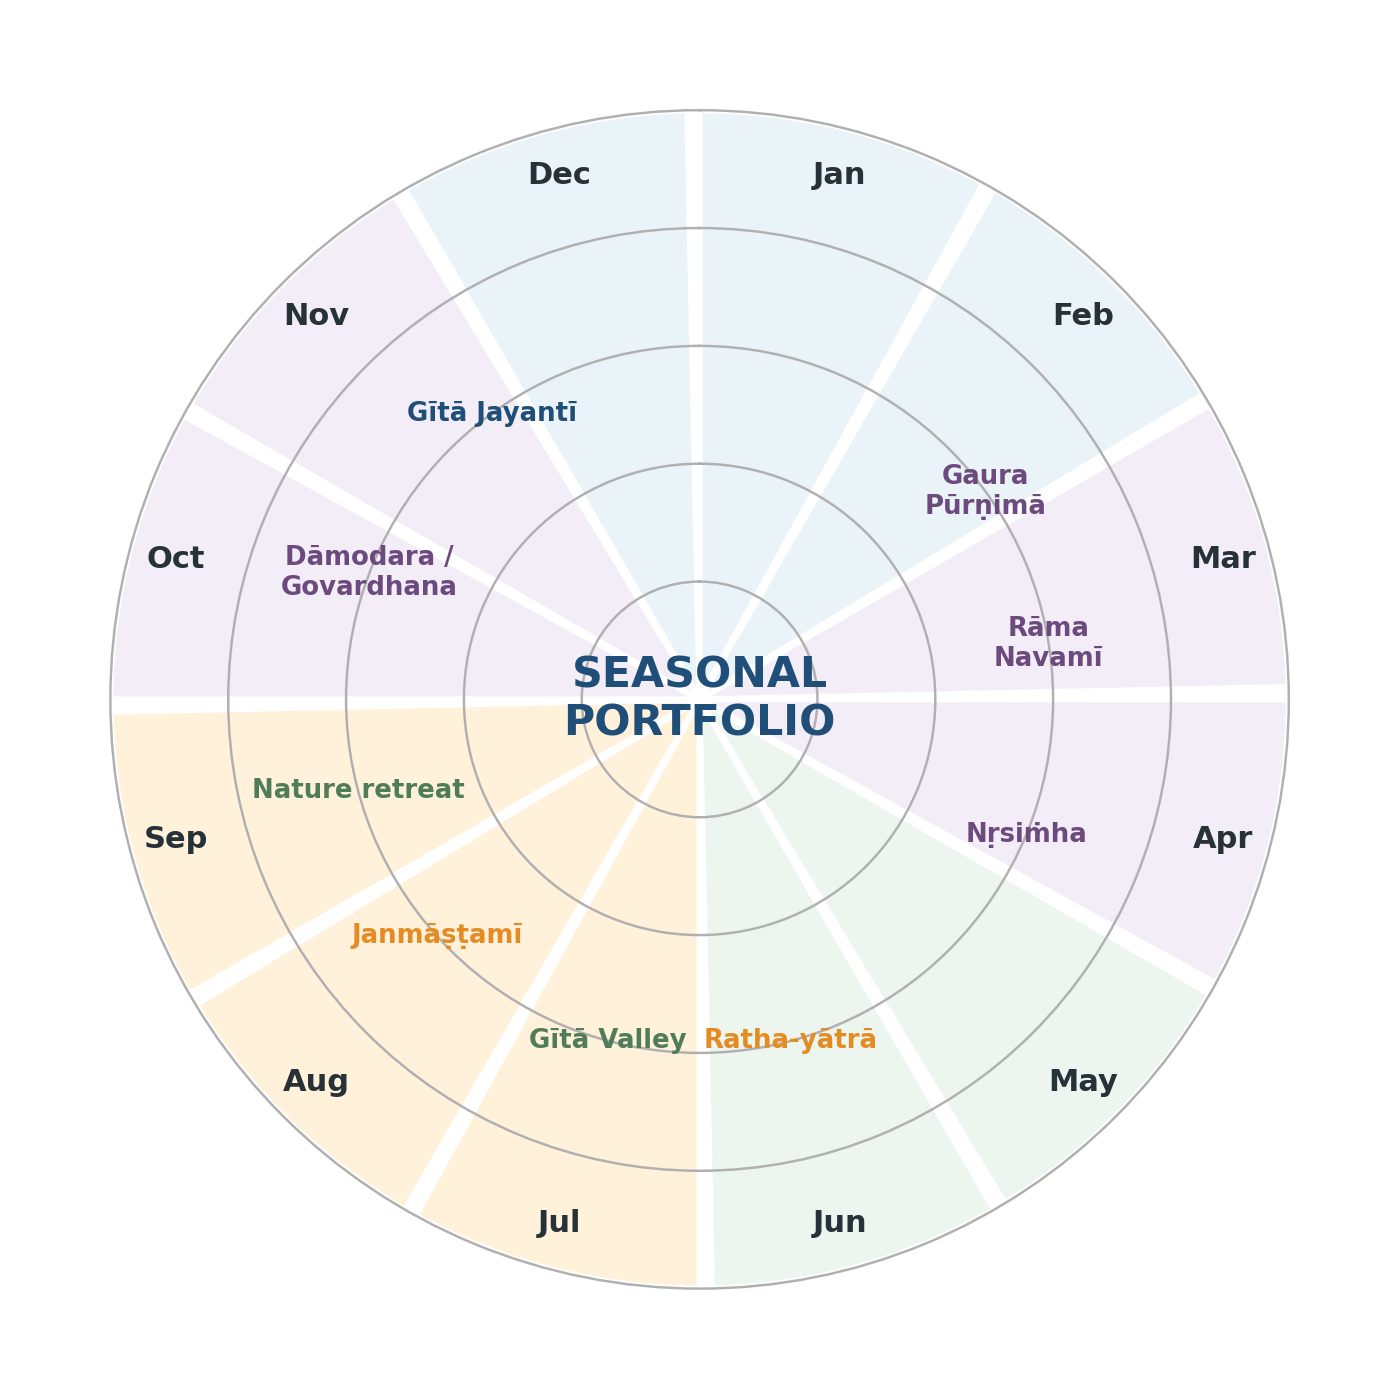 Dec
Jan
Nov
Feb
Gītā Jayantī
Gaura
Pūrṇimā
Oct
Dāmodara /
Govardhana
Mar
Rāma
Navamī
SEASONAL
PORTFOLIO
Nature retreat
Sep
Nṛsiṁha
Apr
Janmāṣṭamī
Gītā Valley
Ratha-yātrā
Aug
May
Jul
Jun